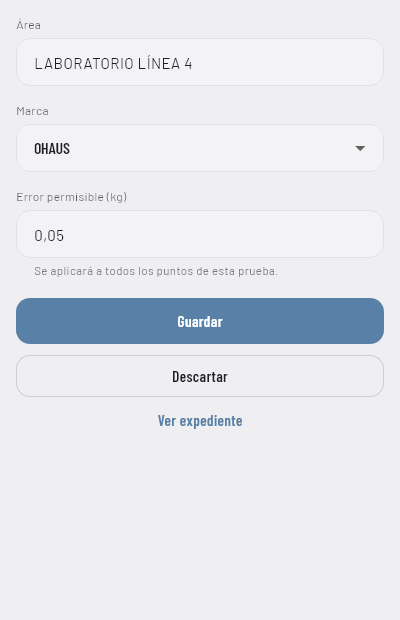 Área
LABORATORIO LÍNEA 4
Marca
OHAUS
Error permisible (kg)
0,05
Se aplicará a todos los puntos de esta prueba.
Guardar
Descartar
Ver expediente